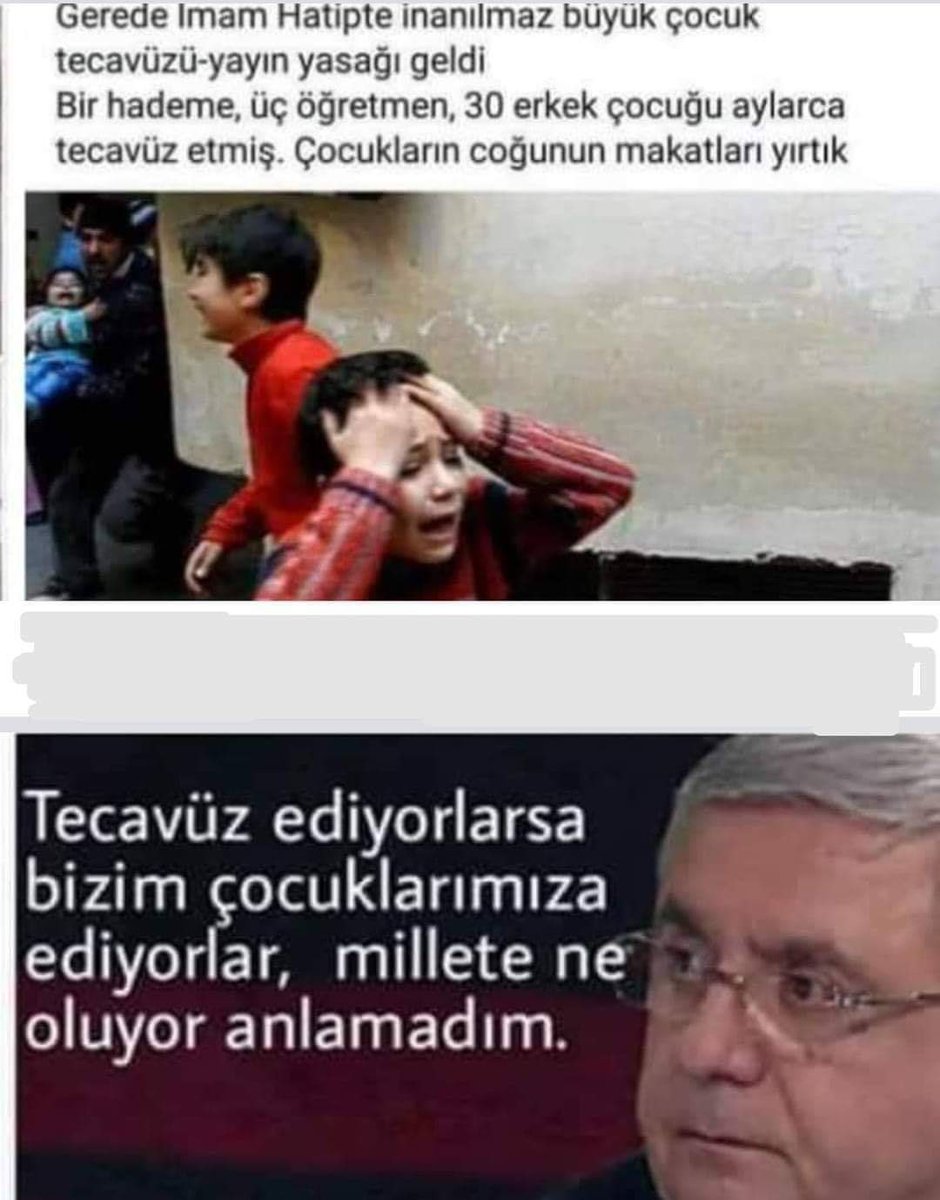 Gerede İmam Hatipte inanılmaz büyük çocuk
tecavüzü-yayın yasağı geldi
Bir hademe, üç öğretmen, 30 erkek çocuğu aylarca
tecavüz etmiş. Çocukların coğunun makatları yırtık
Tecavüz ediyorlarsa
bizim çocuklarımıza
ediyorlar, millete ne
oluyor anlamadım.